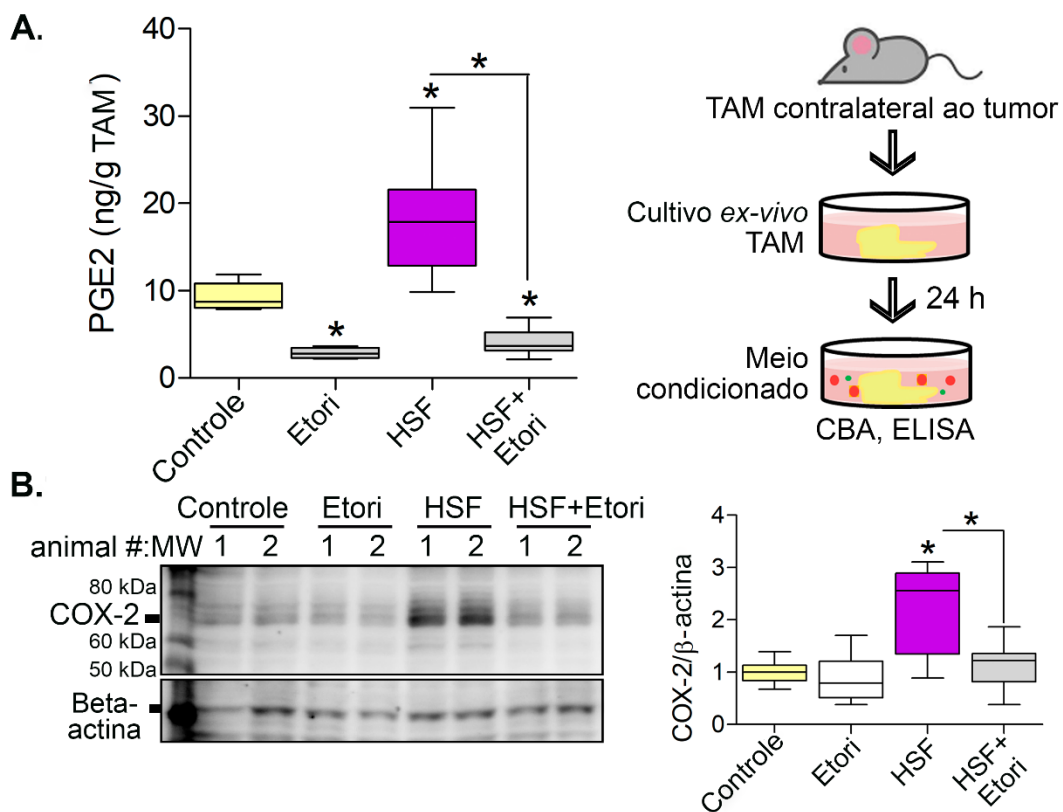 A.
PGE2 (ng/g TAM)
40
30
20
10
0
*
*
*
*
Controle
Etori
HSF
HSF+
Etori
TAM contralateral ao tumor
Cultivo ex-vivo
TAM
24 h
Meio
condicionado
CBA, ELISA
B.
Controle Etori HSF HSF+Etori
animal #:MW 1 2 1 2 1 2 1 2
80 kDa
COX-2
60 kDa
50 kDa
Beta-
actina
COX-2/β-actina
4
3
2
1
0
*
*
Controle
Etori
HSF
HSF+
Etori